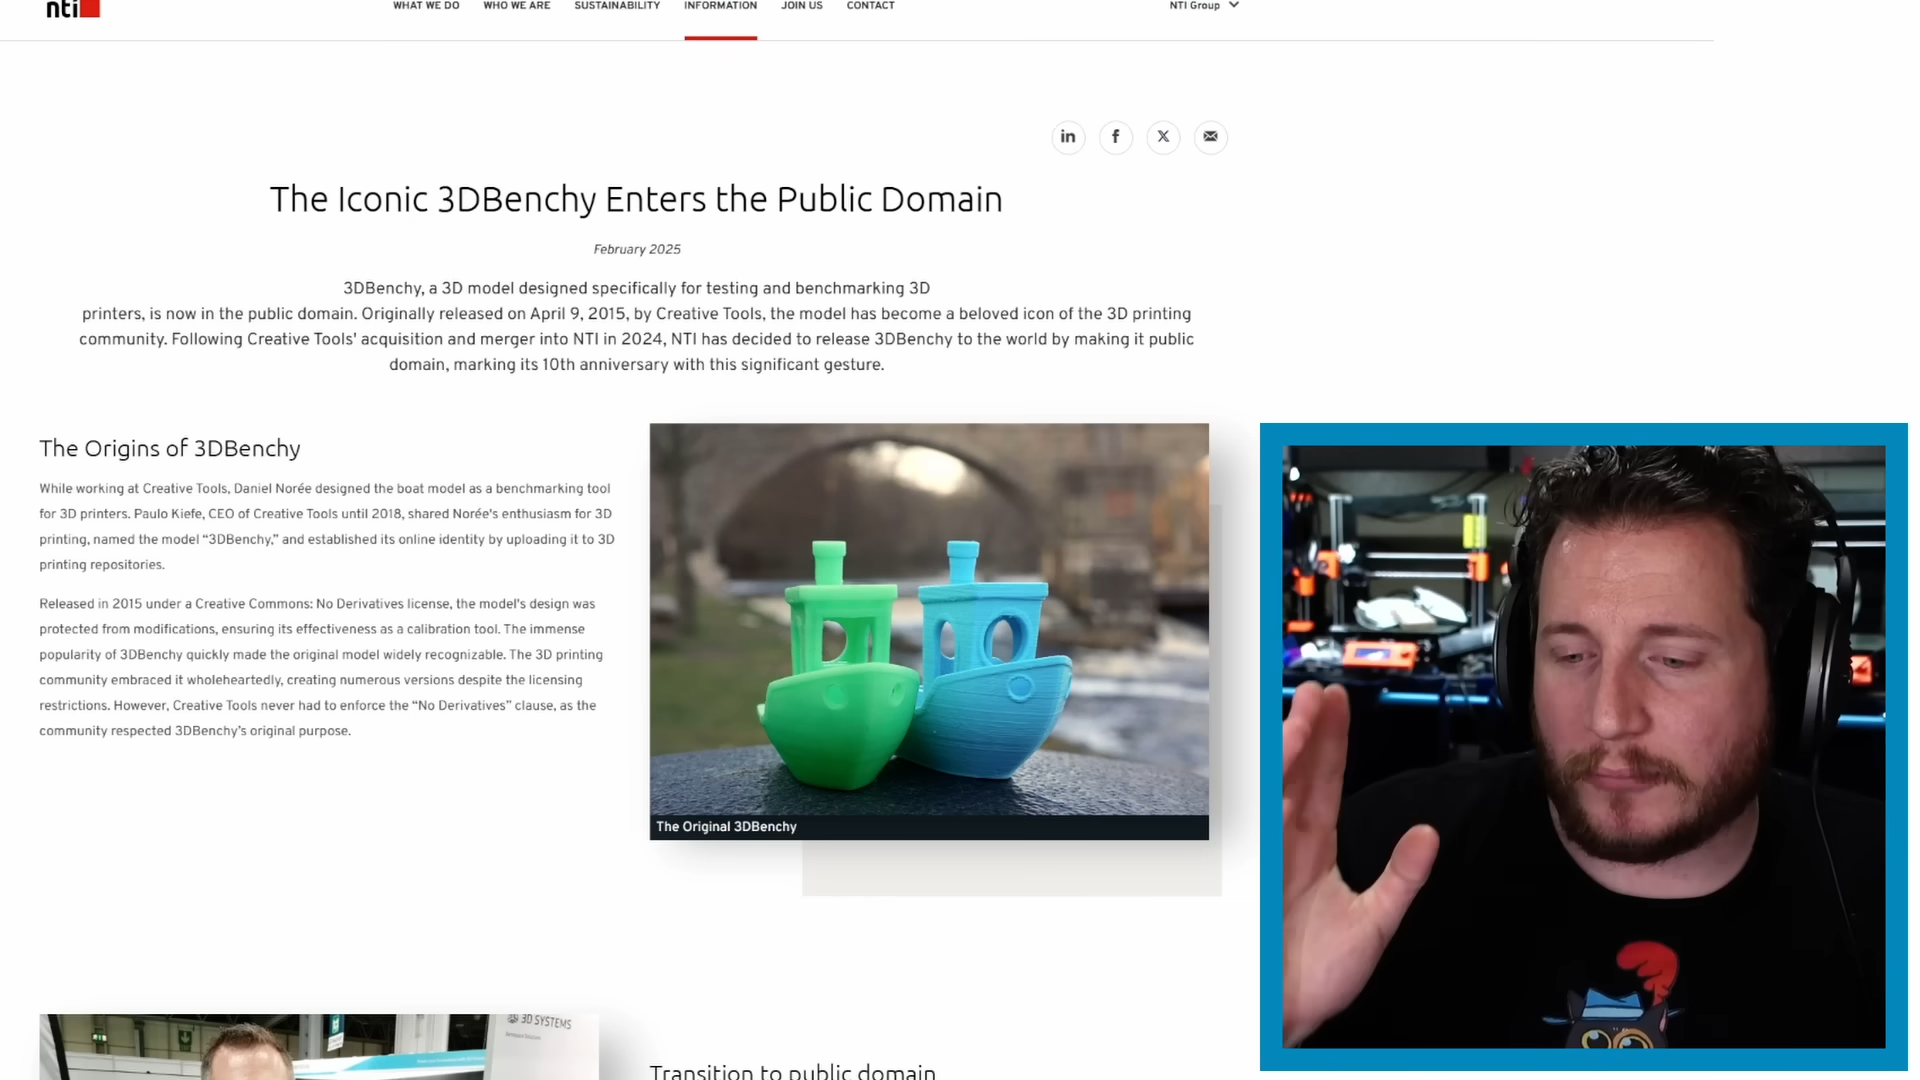 nti
WHAT WE DO
WHO WE ARE
SUSTAINABILITY
INFORMATION
JOIN US
CONTACT
NTI Group
The Iconic 3DBenchy Enters the Public Domain
February 2025
3DBenchy, a 3D model designed specifically for testing and benchmarking 3D
printers, is now in the public domain. Originally released on April 9, 2015, by Creative Tools, the model has become a beloved icon of the 3D printing
community. Following Creative Tools' acquisition and merger into NTI in 2024, NTI has decided to release 3DBenchy to the world by making it public
domain, marking its 10th anniversary with this significant gesture.
The Origins of 3DBenchy
While working at Creative Tools, Daniel Norée designed the boat model as a benchmarking tool
for 3D printers. Paulo Kiefe, CEO of Creative Tools until 2018, shared Norée's enthusiasm for 3D
printing, named the model “3DBenchy,” and established its online identity by uploading it to 3D
printing repositories.
Released in 2015 under a Creative Commons: No Derivatives license, the model's design was
protected from modifications, ensuring its effectiveness as a calibration tool. The immense
popularity of 3DBenchy quickly made the original model widely recognizable. The 3D printing
community embraced it wholeheartedly, creating numerous versions despite the licensing
restrictions. However, Creative Tools never had to enforce the “No Derivatives” clause, as the
community respected 3DBenchy’s original purpose.
The Original 3DBenchy
3D SYSTEMS
Transition to public domain